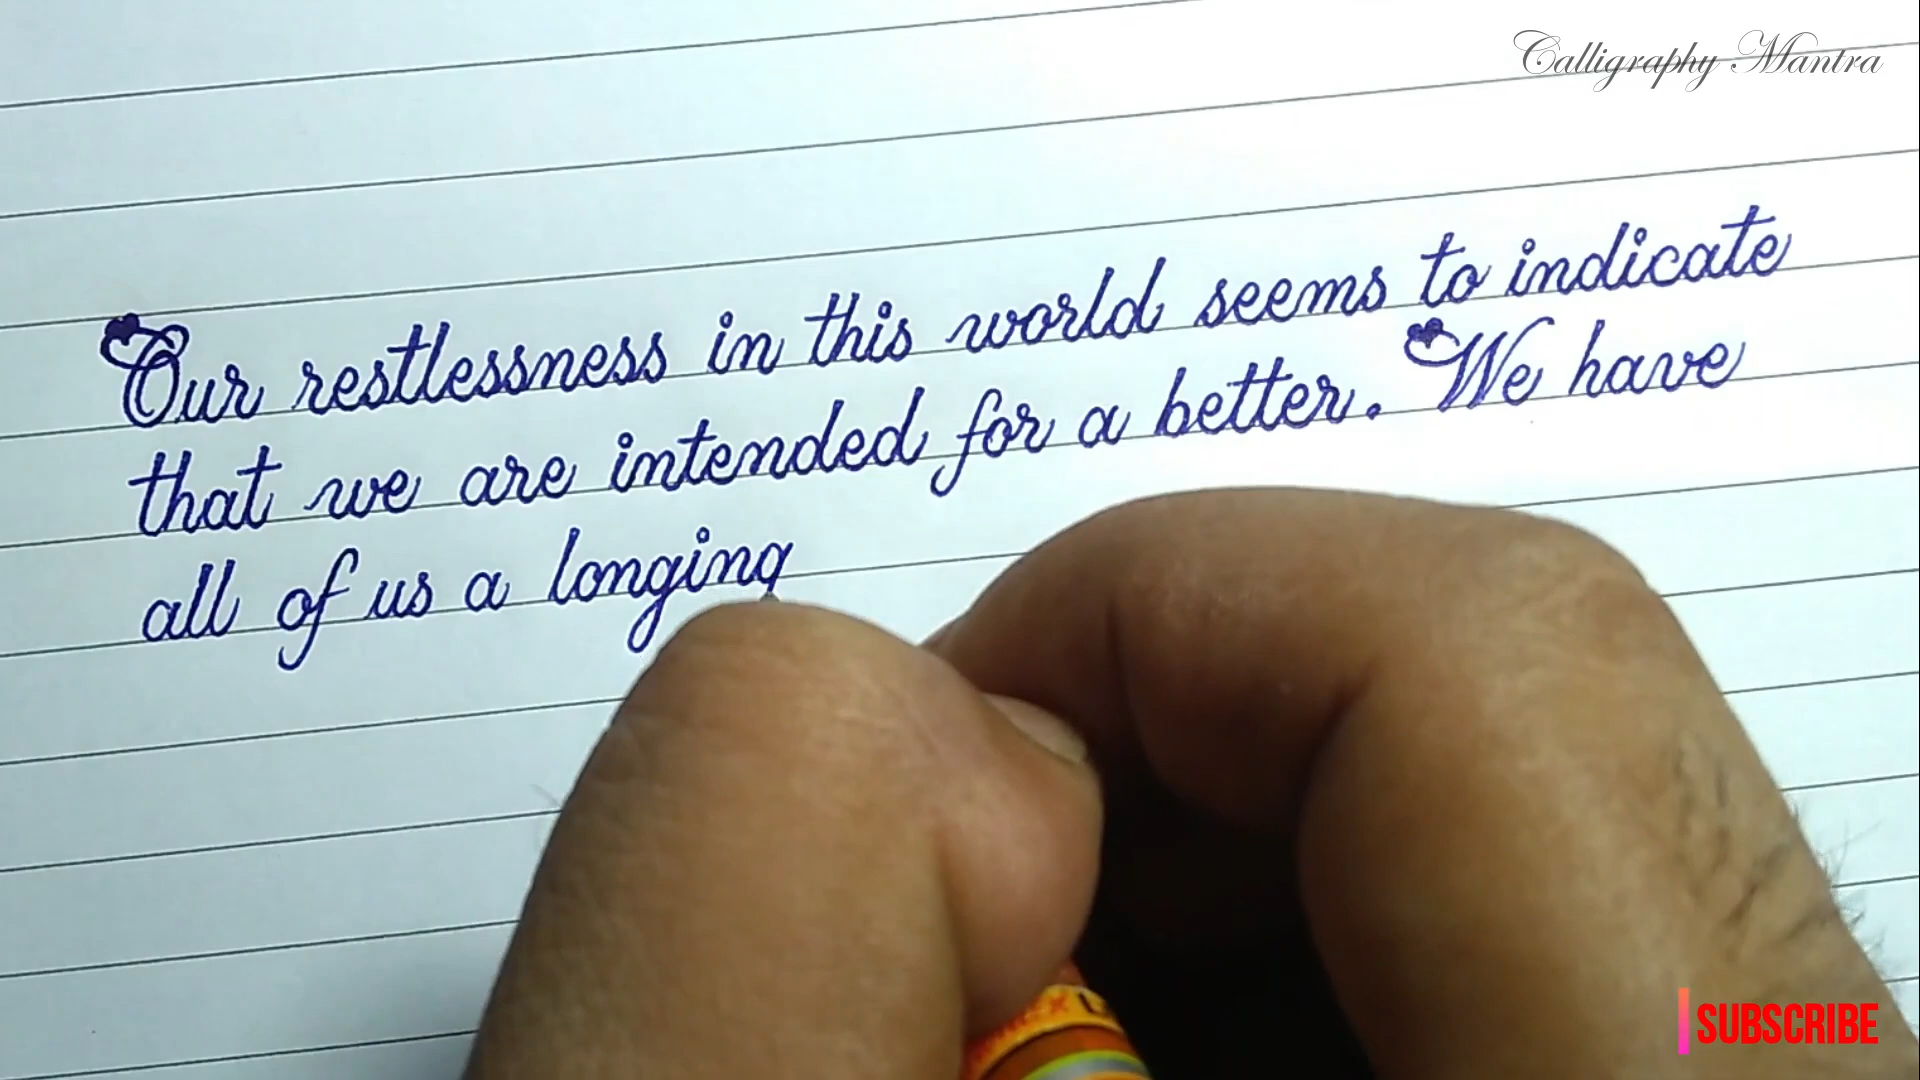 Calligraphy Mantra
Our restlessness in this world seems to indicate
that we are intended for a better. We have
all of us a longing
SUBSCRIBE